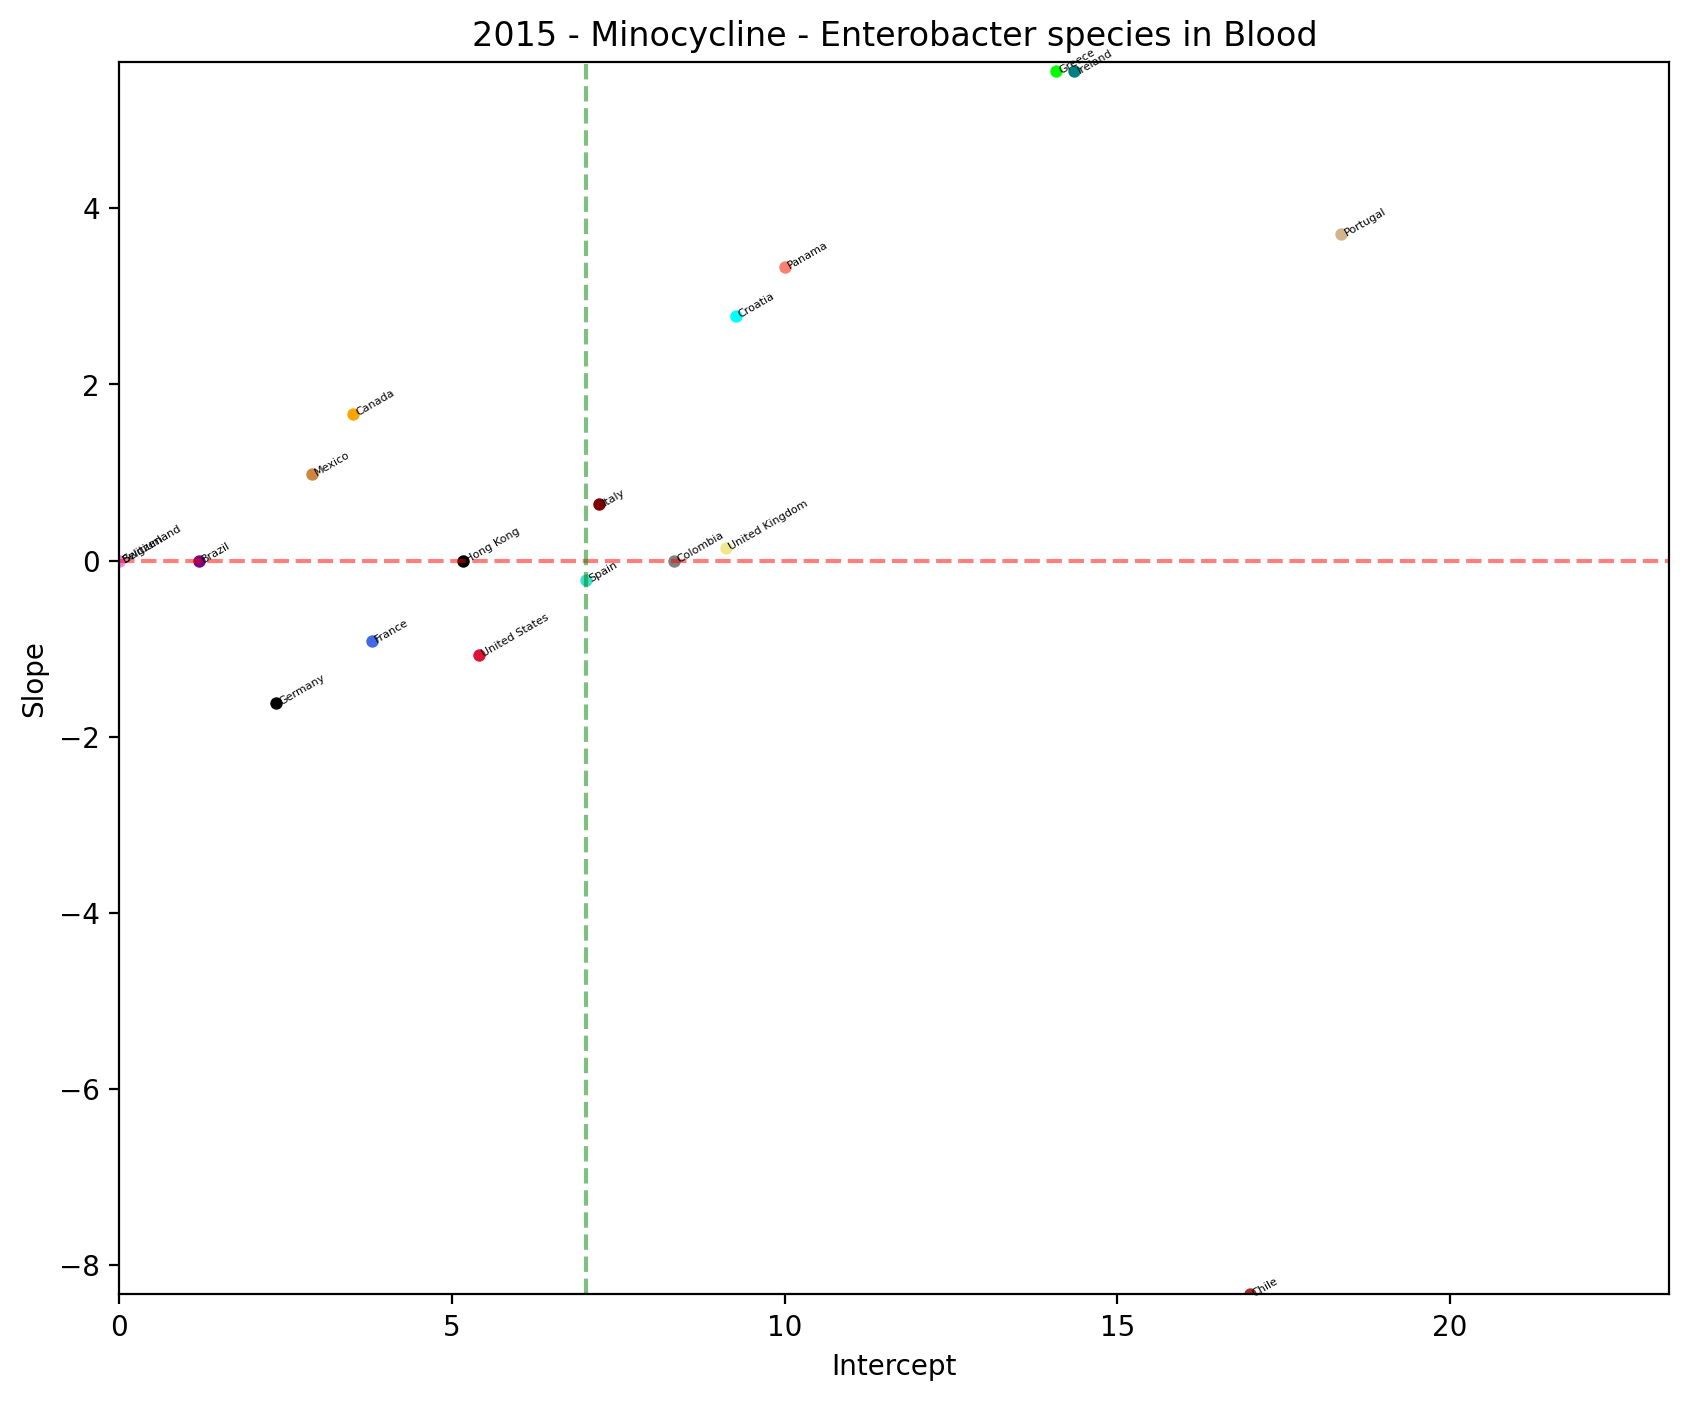 2015 - Minocycline - Enterobacter species in Blood
Greece
Ireland
Portugal
Panama
Croatia
Canada
Mexico
Italy
United Kingdom
Switzerland
Belgium
Brazil
Hong Kong
Colombia
Spain
France
United States
Germany
Chile
4
2
0
−2
−4
−6
−8
Slope
0
5
10
15
20
Intercept